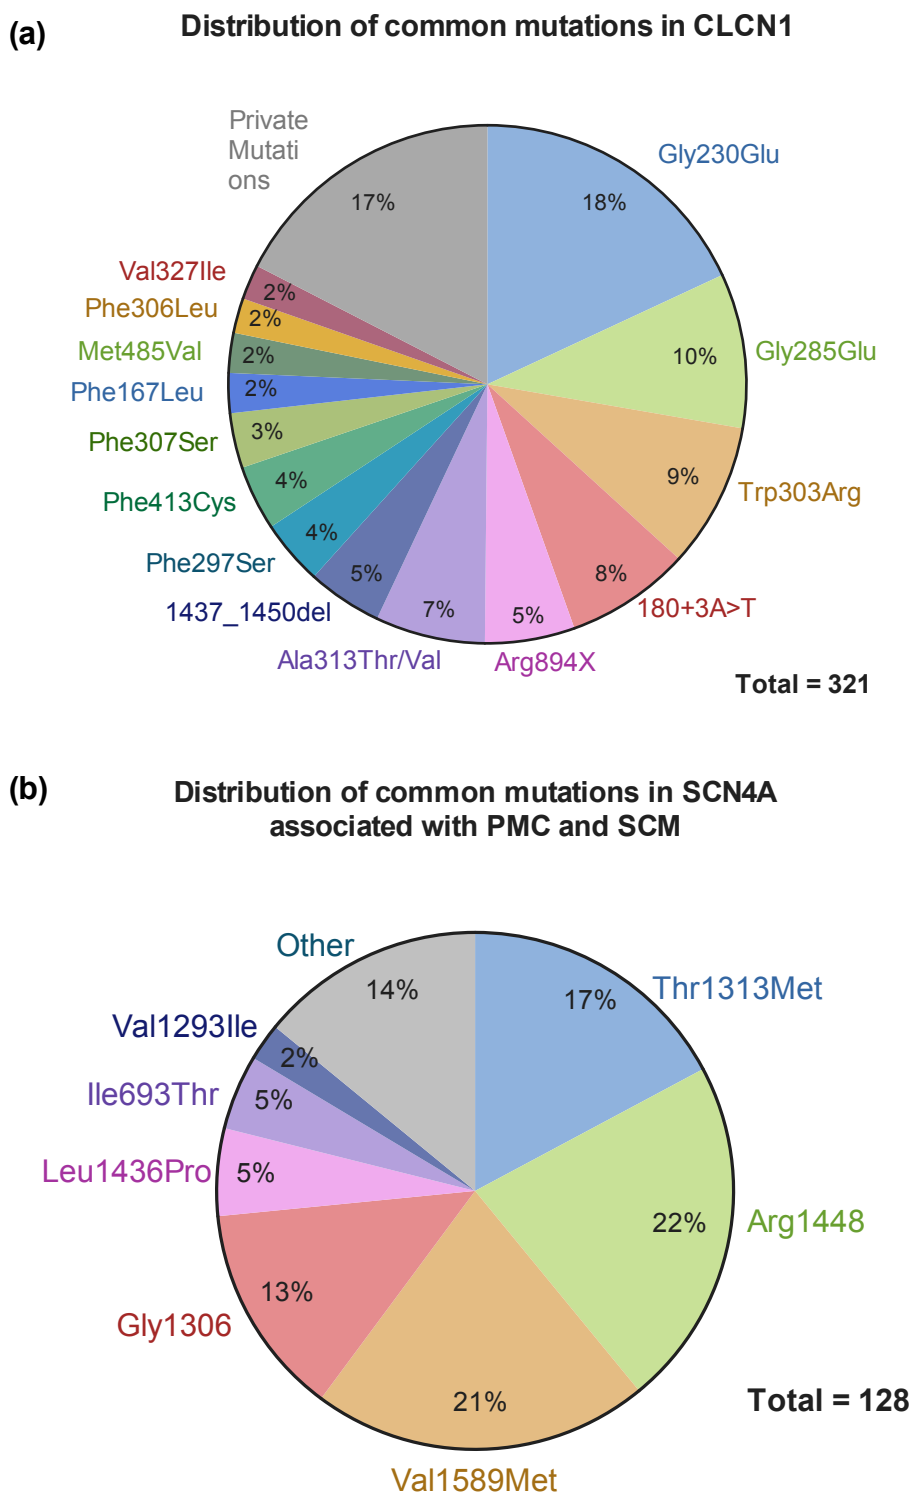 (a)
Distribution of common mutations in CLCN1
Private
Mutati
ons
17%
Gly230Glu
18%
Gly285Glu
10%
Trp303Arg
9%
180+3A>T
8%
Arg894X
5%
Ala313Thr/Val
7%
1437_1450del
5%
Phe297Ser
4%
Phe413Cys
4%
Phe307Ser
3%
Phe167Leu
2%
Met485Val
2%
Phe306Leu
2%
Val327Ile
2%
Total = 321
(b)
Distribution of common mutations in SCN4A
associated with PMC and SCM
Other
14%
Thr1313Met
17%
Arg1448
22%
Val1589Met
21%
Gly1306
13%
Leu1436Pro
5%
Ile693Thr
5%
Val1293Ile
2%
Total = 128